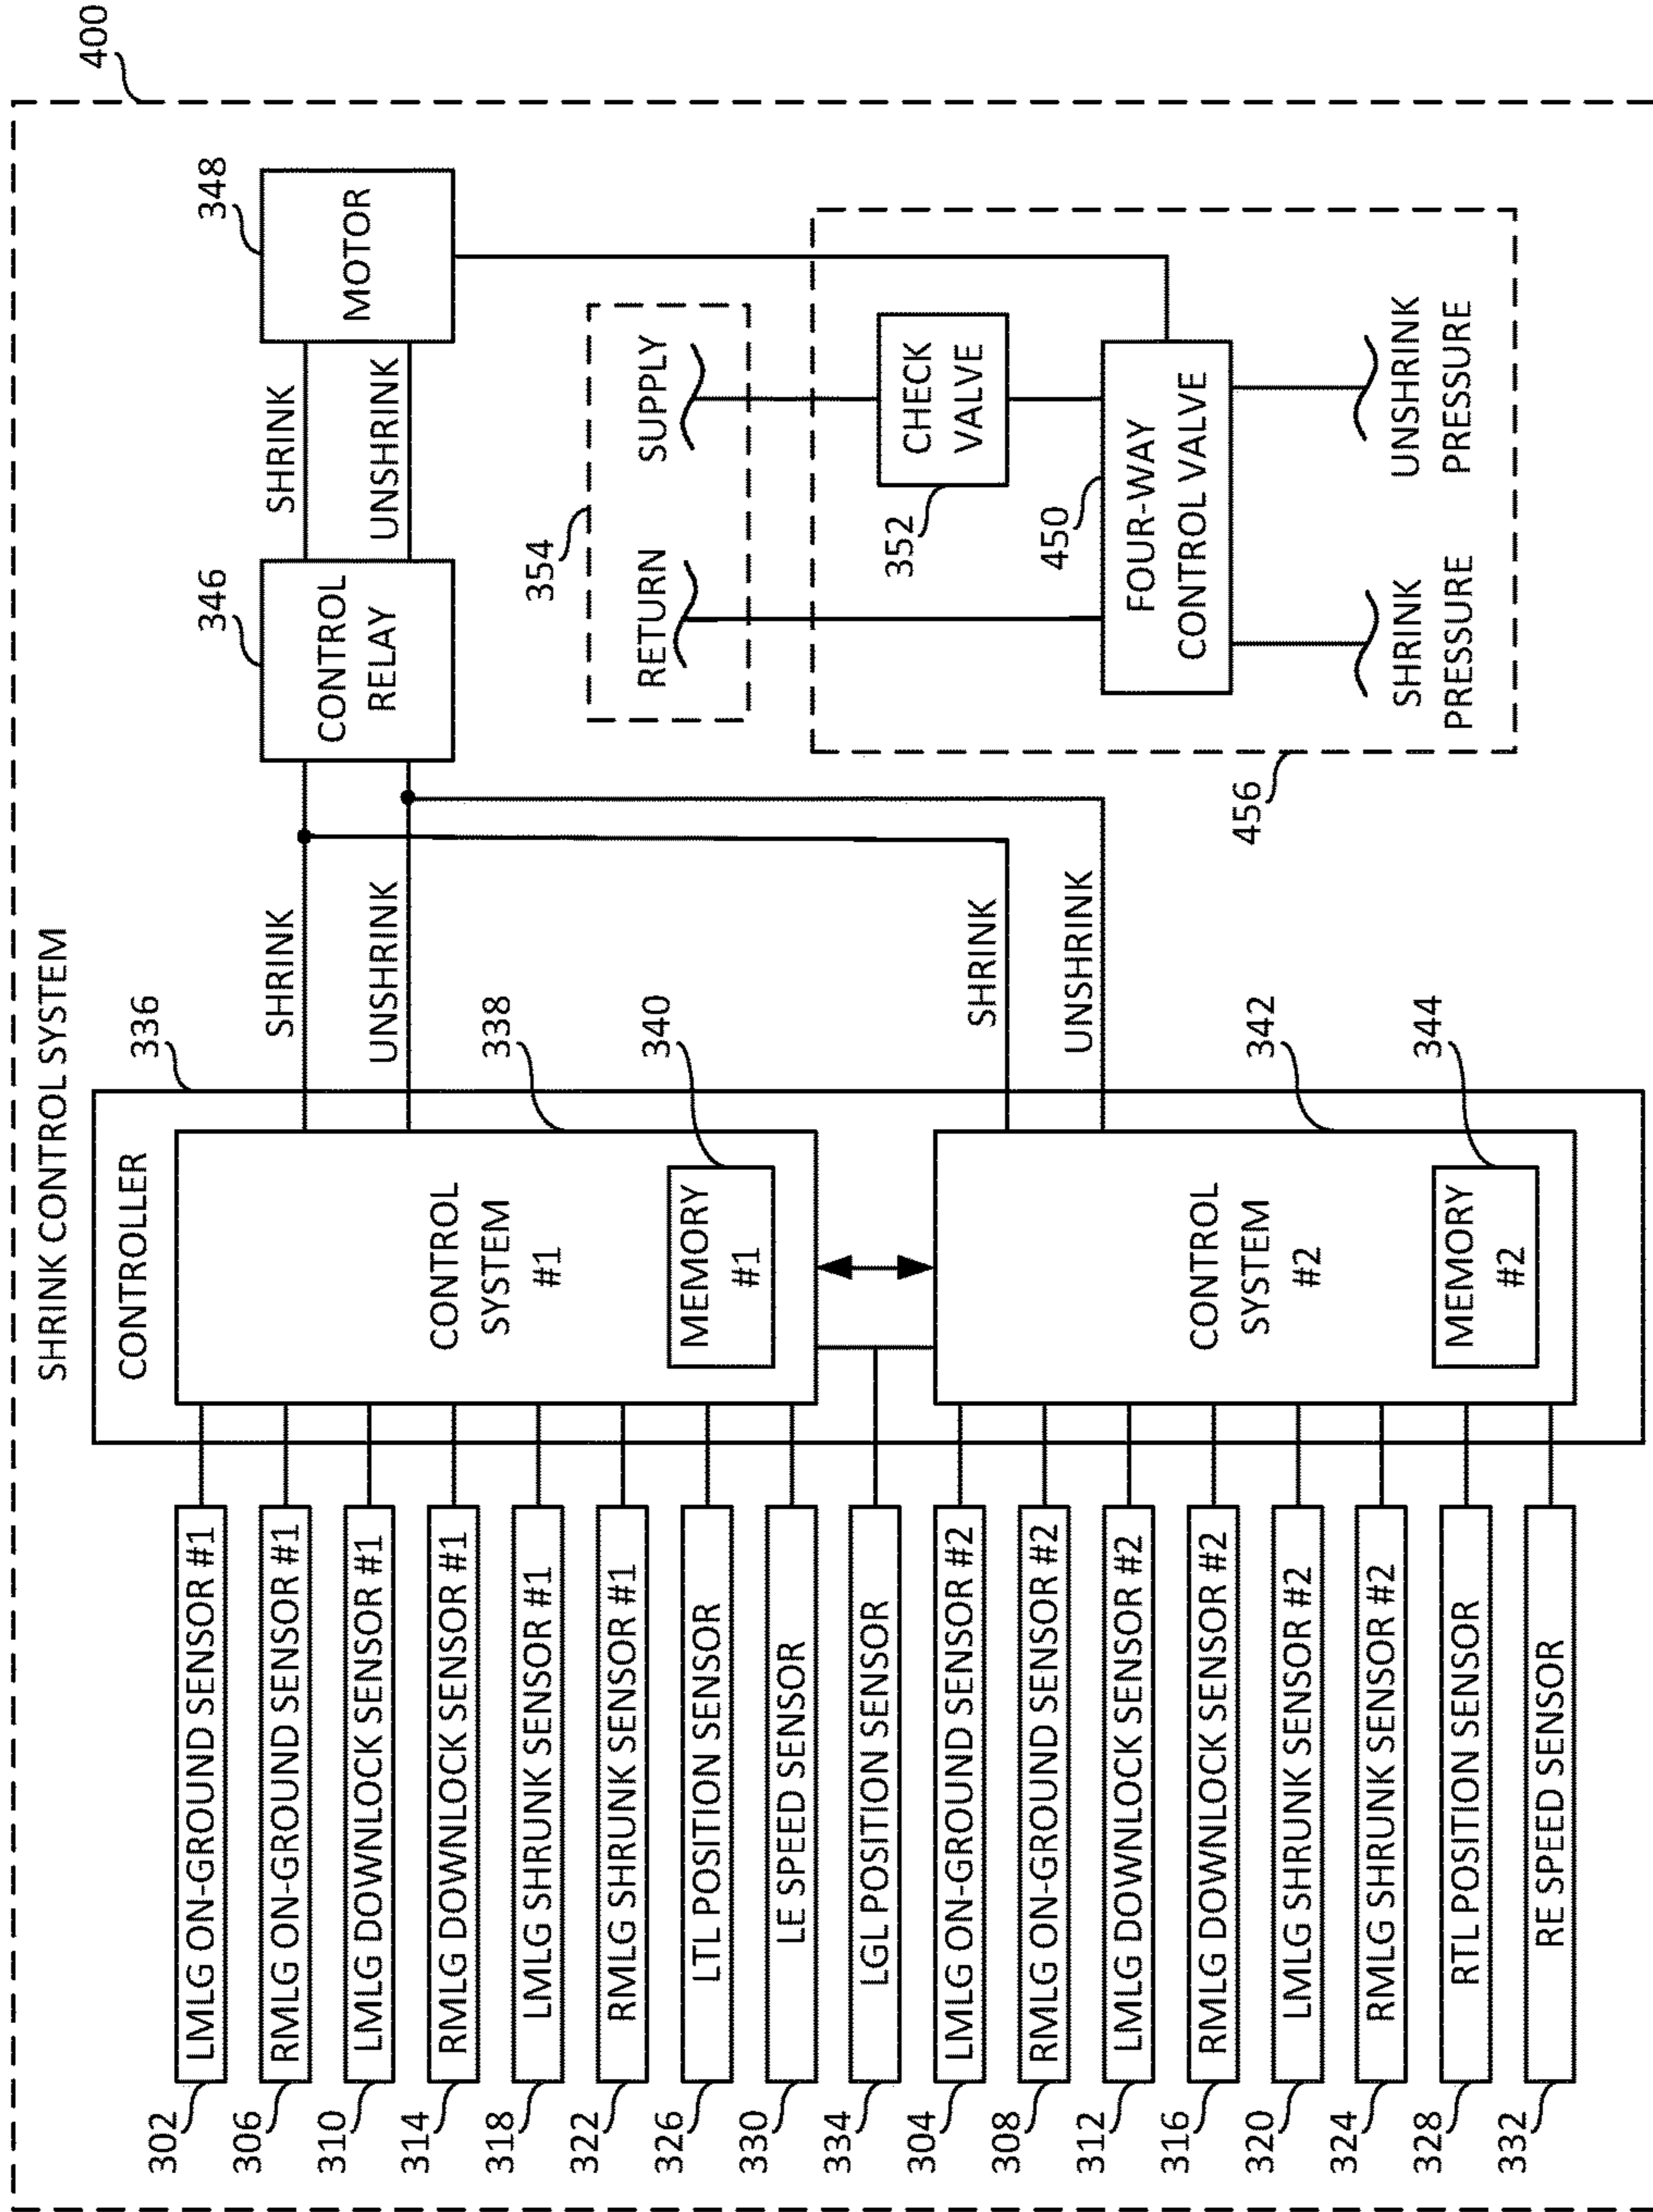 SHRINK CONTROL SYSTEM
400
336
CONTROLLER
302
LMLG ON-GROUND SENSOR #1
306
RMLG ON-GROUND SENSOR #1
310
LMLG DOWNLOCK SENSOR #1
314
RMLG DOWNLOCK SENSOR #1
318
LMLG SHRUNK SENSOR #1
322
RMLG SHRUNK SENSOR #1
326
LTL POSITION SENSOR
330
LE SPEED SENSOR
334
LGL POSITION SENSOR
304
LMLG ON-GROUND SENSOR #2
308
RMLG ON-GROUND SENSOR #2
312
LMLG DOWNLOCK SENSOR #2
316
RMLG DOWNLOCK SENSOR #2
320
LMLG SHRUNK SENSOR #2
324
RMLG SHRUNK SENSOR #2
328
RTL POSITION SENSOR
332
RE SPEED SENSOR
CONTROL
SYSTEM
#1
338
MEMORY
#1
340
CONTROL
SYSTEM
#2
342
MEMORY
#2
344
SHRINK
UNSHRINK
SHRINK
UNSHRINK
346
CONTROL
RELAY
SHRINK
UNSHRINK
348
MOTOR
354
RETURN
SUPPLY
352
CHECK
VALVE
450
FOUR-WAY
CONTROL VALVE
SHRINK
PRESSURE
UNSHRINK
PRESSURE
456